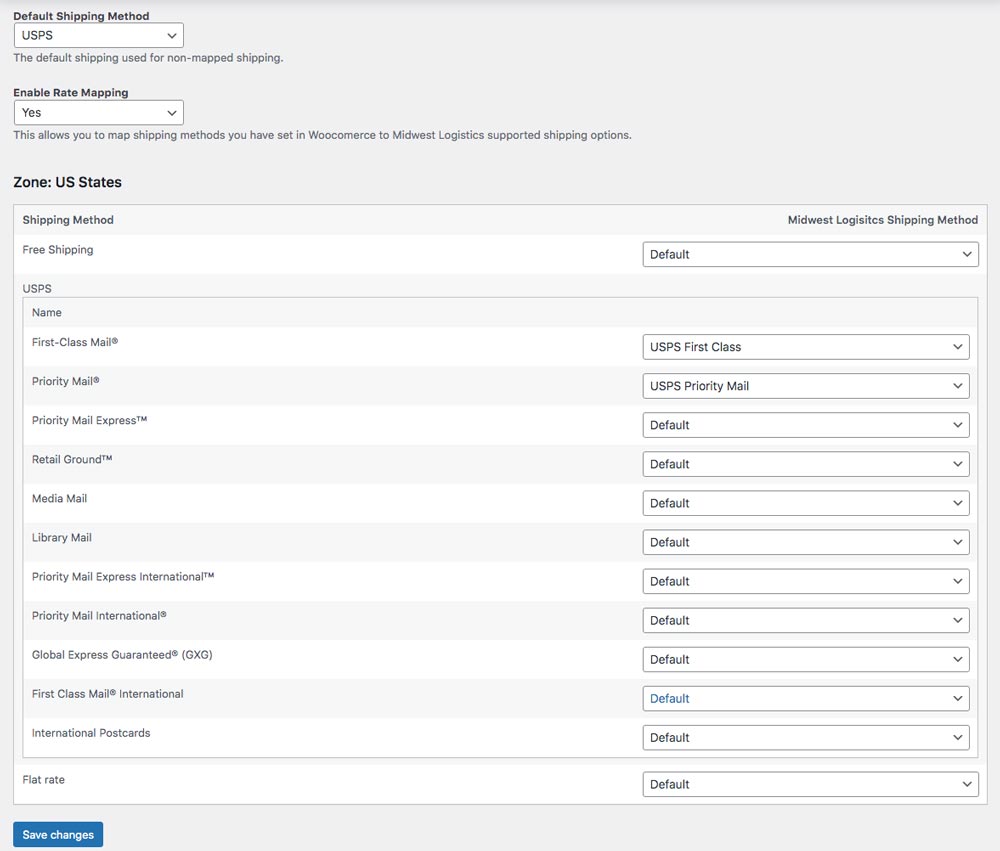 Default Shipping Method
USPS
The default shipping used for non-mapped shipping.
Enable Rate Mapping
Yes
This allows you to map shipping methods you have set in Woocomerce to Midwest Logistics supported shipping options.
Zone: US States
Shipping Method Midwest Logisitcs Shipping Method
Free Shipping Default
USPS
Name
First-Class Mail® USPS First Class
Priority Mail® USPS Priority Mail
Priority Mail Express™ Default
Retail Ground™ Default
Media Mail Default
Library Mail Default
Priority Mail Express International™ Default
Priority Mail International® Default
Global Express Guaranteed® (GXG) Default
First Class Mail® International Default
International Postcards Default
Flat rate Default
Save changes